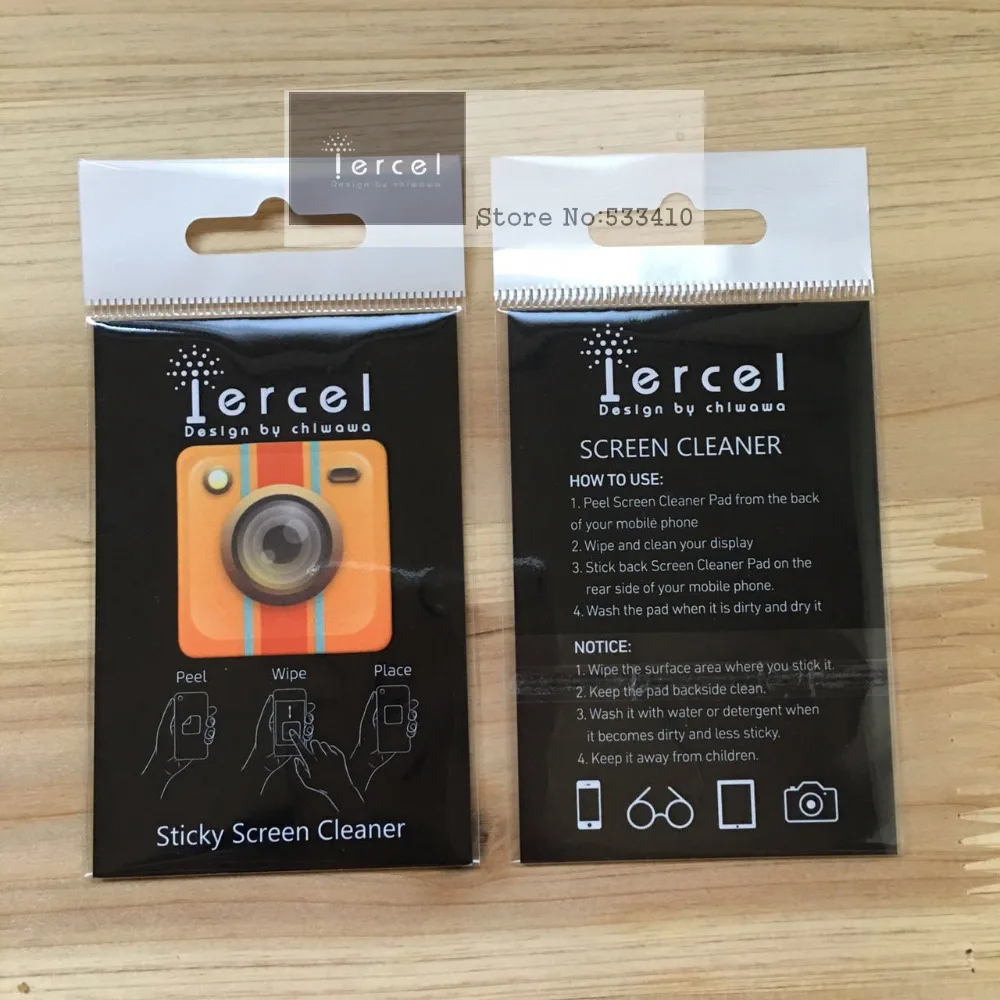 Tercel
Design by chiwawa
Store No:533410
Tercel
Design by chiwawa
Peel Wipe Place
Sticky Screen Cleaner
Tercel
Design by chiwawa
SCREEN CLEANER
HOW TO USE:
1. Peel Screen Cleaner Pad from the back
of your mobile phone
2. Wipe and clean your display
3. Stick back Screen Cleaner Pad on the
rear side of your mobile phone.
4. Wash the pad when it is dirty and dry it
NOTICE:
1. Wipe the surface area where you stick it.
2. Keep the pad backside clean.
3. Wash it with water or detergent when
it becomes dirty and less sticky.
4. Keep it away from children.